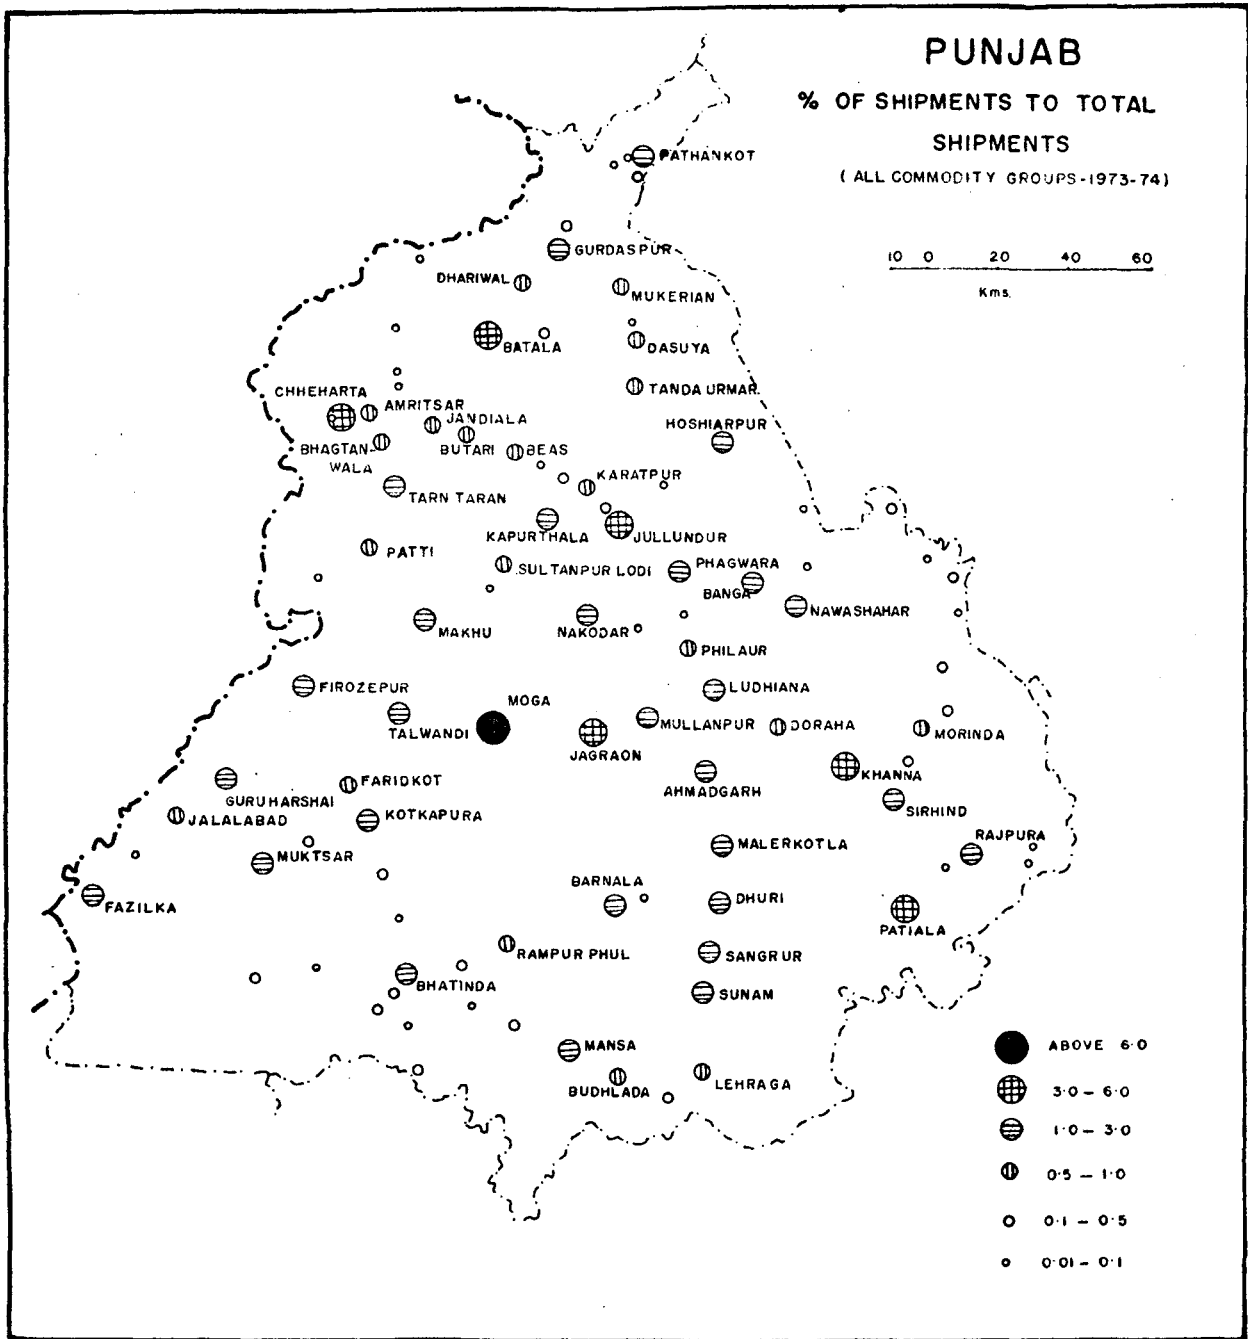 PUNJAB
% OF SHIPMENTS TO TOTAL
SHIPMENTS
( ALL COMMODITY GROUPS-1973-74)
10 0 20 40 60
Kms.
PATHANKOT
GURDASPUR
DHARIWAL
MUKERIAN
BATALA
DASUYA
TANDA URMAR
CHHEHARTA
AMRITSAR
JANDIALA
HOSHIARPUR
BHAGTAN-
WALA
BUTARI
BEAS
KARATPUR
TARN TARAN
KAPURTHALA
JULLUNDUR
PATTI
SULTANPUR LODI
PHAGWARA
BANGA
NAWASHAHAR
MAKHU
NAKODAR
PHILAUR
FIROZEPUR
LUDHIANA
MOGA
TALWANDI
MULLANPUR
DORAHA
MORINDA
JAGRAON
KHANNA
FARIDKOT
AHMADGARH
GURUHARSHAI
SIRHIND
JALALABAD
KOTKAPURA
RAJPURA
MALERKOTLA
MUKTSAR
BARNALA
DHURI
FAZILKA
PATIALA
RAMPUR PHUL
SANGRUR
BHATINDA
SUNAM
MANSA
LEHRAGA
BUDHLADA
ABOVE 6·0
3·0 - 6·0
1·0 - 3·0
0·5 - 1·0
0·1 - 0·5
0·01 - 0·1